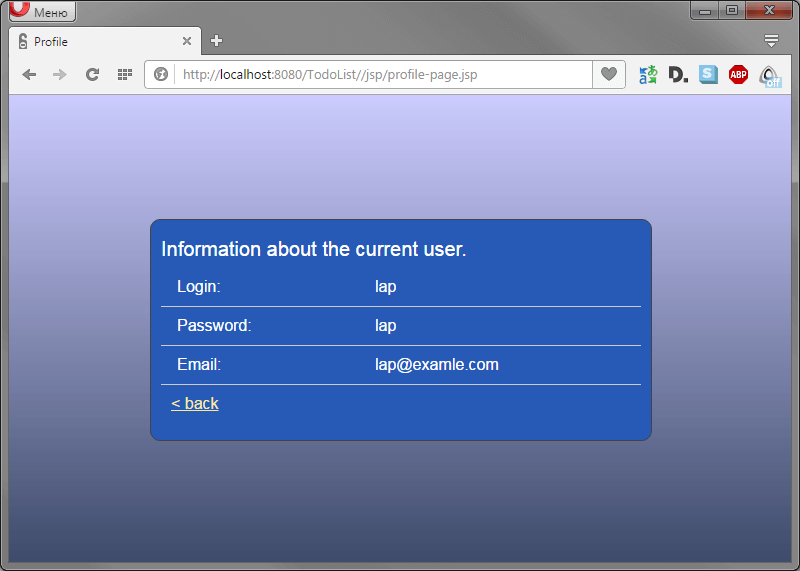 Меню
Profile
http://localhost:8080/TodoList//jsp/profile-page.jsp
D.
S
ABP
off
Information about the current user.
Login: lap
Password: lap
Email: lap@examle.com
< back